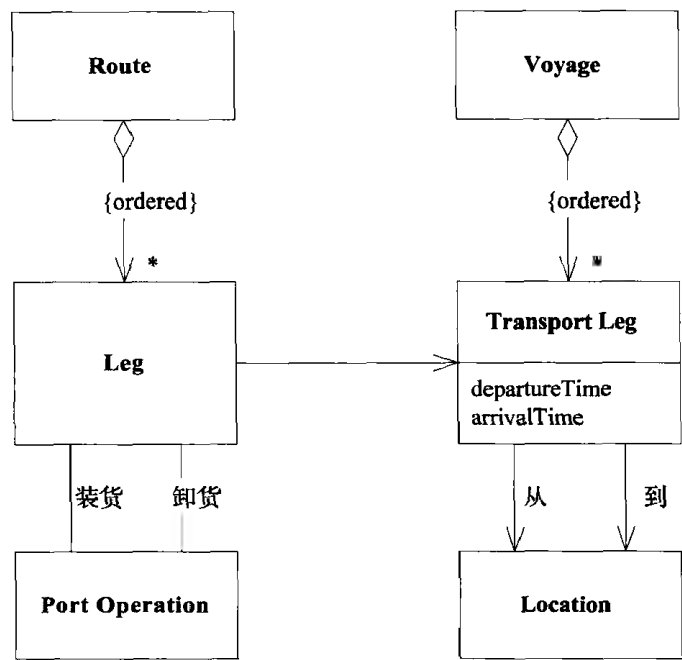 Route
Voyage
{ordered}
{ordered}
*
Leg
Transport Leg
departureTime
arrivalTime
装货
卸货
从
到
Port Operation
Location